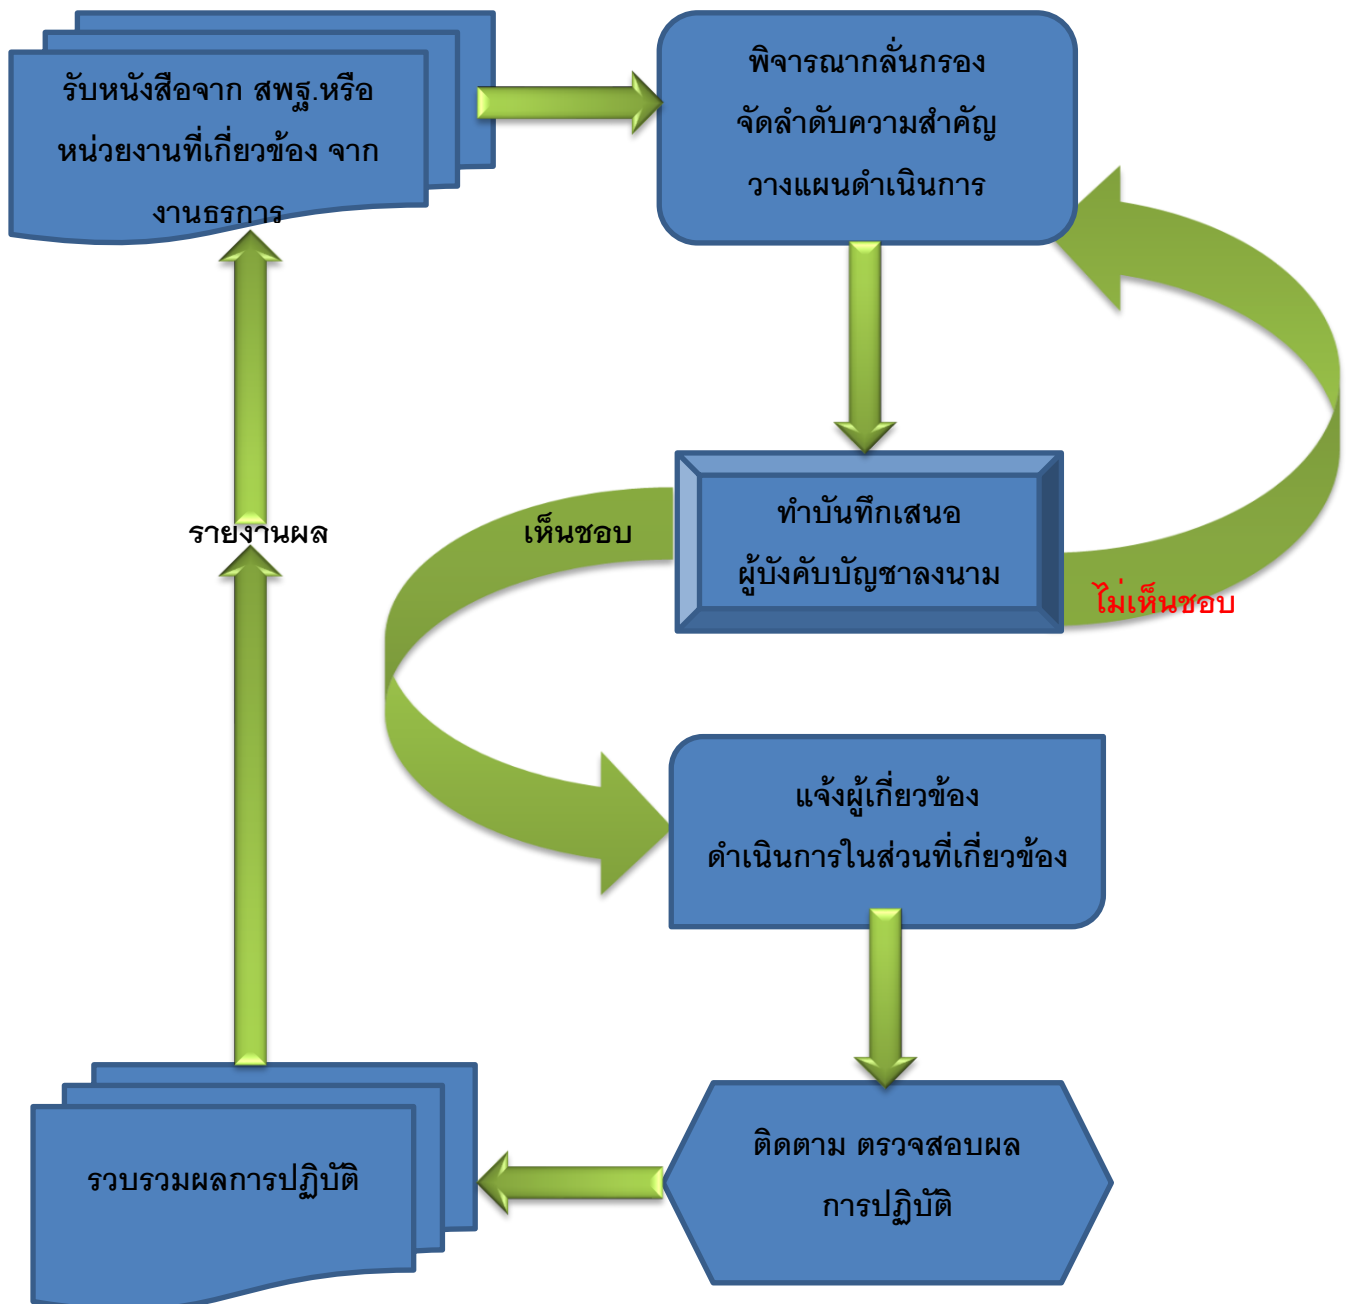 รับหนังสือจาก สพฐ.หรือ
หน่วยงานที่เกี่ยวข้อง จาก
งานธุรการ
พิจารณากลั่นกรอง
จัดลำดับความสำคัญ
วางแผนดำเนินการ
ทำบันทึกเสนอ
ผู้บังคับบัญชาลงนาม
รายงานผล
เห็นชอบ
ไม่เห็นชอบ
แจ้งผู้เกี่ยวข้อง
ดำเนินการในส่วนที่เกี่ยวข้อง
ติดตาม ตรวจสอบผล
การปฏิบัติ
รวบรวมผลการปฏิบัติ